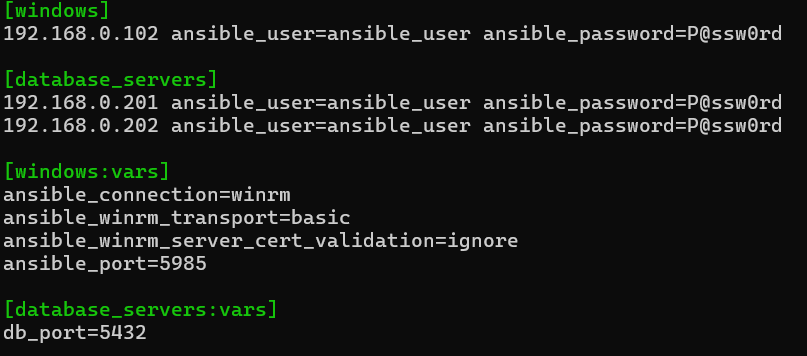 [windows]
192.168.0.102 ansible_user=ansible_user ansible_password=P@ssw0rd
[database_servers]
192.168.0.201 ansible_user=ansible_user ansible_password=P@ssw0rd
192.168.0.202 ansible_user=ansible_user ansible_password=P@ssw0rd
[windows:vars]
ansible_connection=winrm
ansible_winrm_transport=basic
ansible_winrm_server_cert_validation=ignore
ansible_port=5985
[database_servers:vars]
db_port=5432